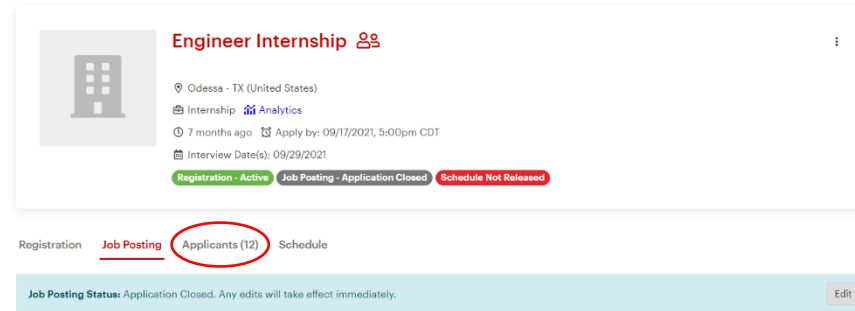 Engineer Internship
Odessa - TX (United States)
Internship Analytics
7 months ago Apply by: 09/17/2021, 5:00pm CDT
Interview Date(s): 09/29/2021
Registration - Active Job Posting - Application Closed Schedule Not Released
Registration Job Posting Applicants (12) Schedule
Job Posting Status: Application Closed. Any edits will take effect immediately. Edit